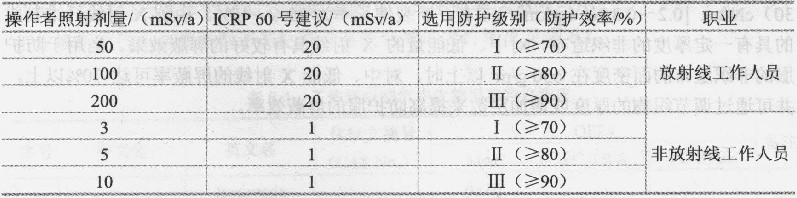 操作者照射剂量/（mSv/a） ICRP 60 号建议/（mSv/a） 选用防护级别（防护效率/%） 职业
50 20 Ⅰ（≥70）
100 20 Ⅱ（≥80） 放射线工作人员
200 20 Ⅲ（≥90）
3 1 Ⅰ（≥70）
5 1 Ⅱ（≥80） 非放射线工作人员
10 1 Ⅲ（≥90）